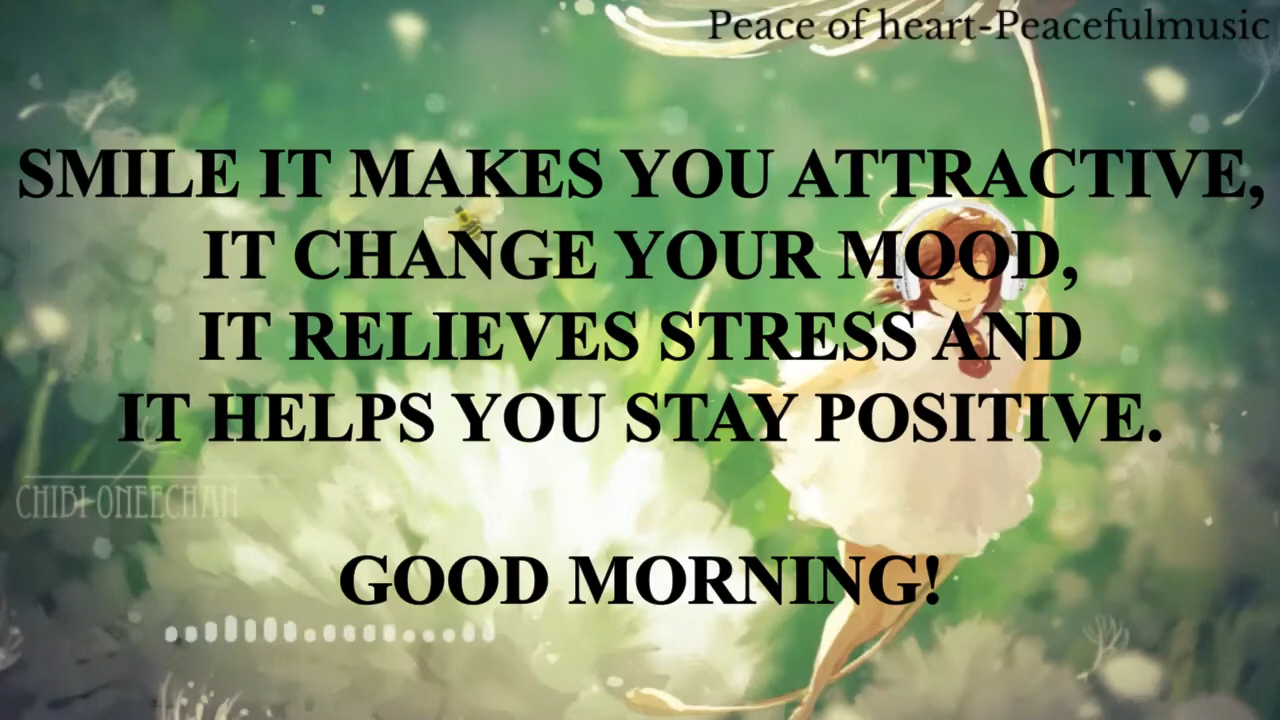 Peace of heart-Peacefulmusic
SMILE IT MAKES YOU ATTRACTIVE,
IT CHANGE YOUR MOOD,
IT RELIEVES STRESS AND
IT HELPS YOU STAY POSITIVE.
CHIBI-ONEECHAN
GOOD MORNING!